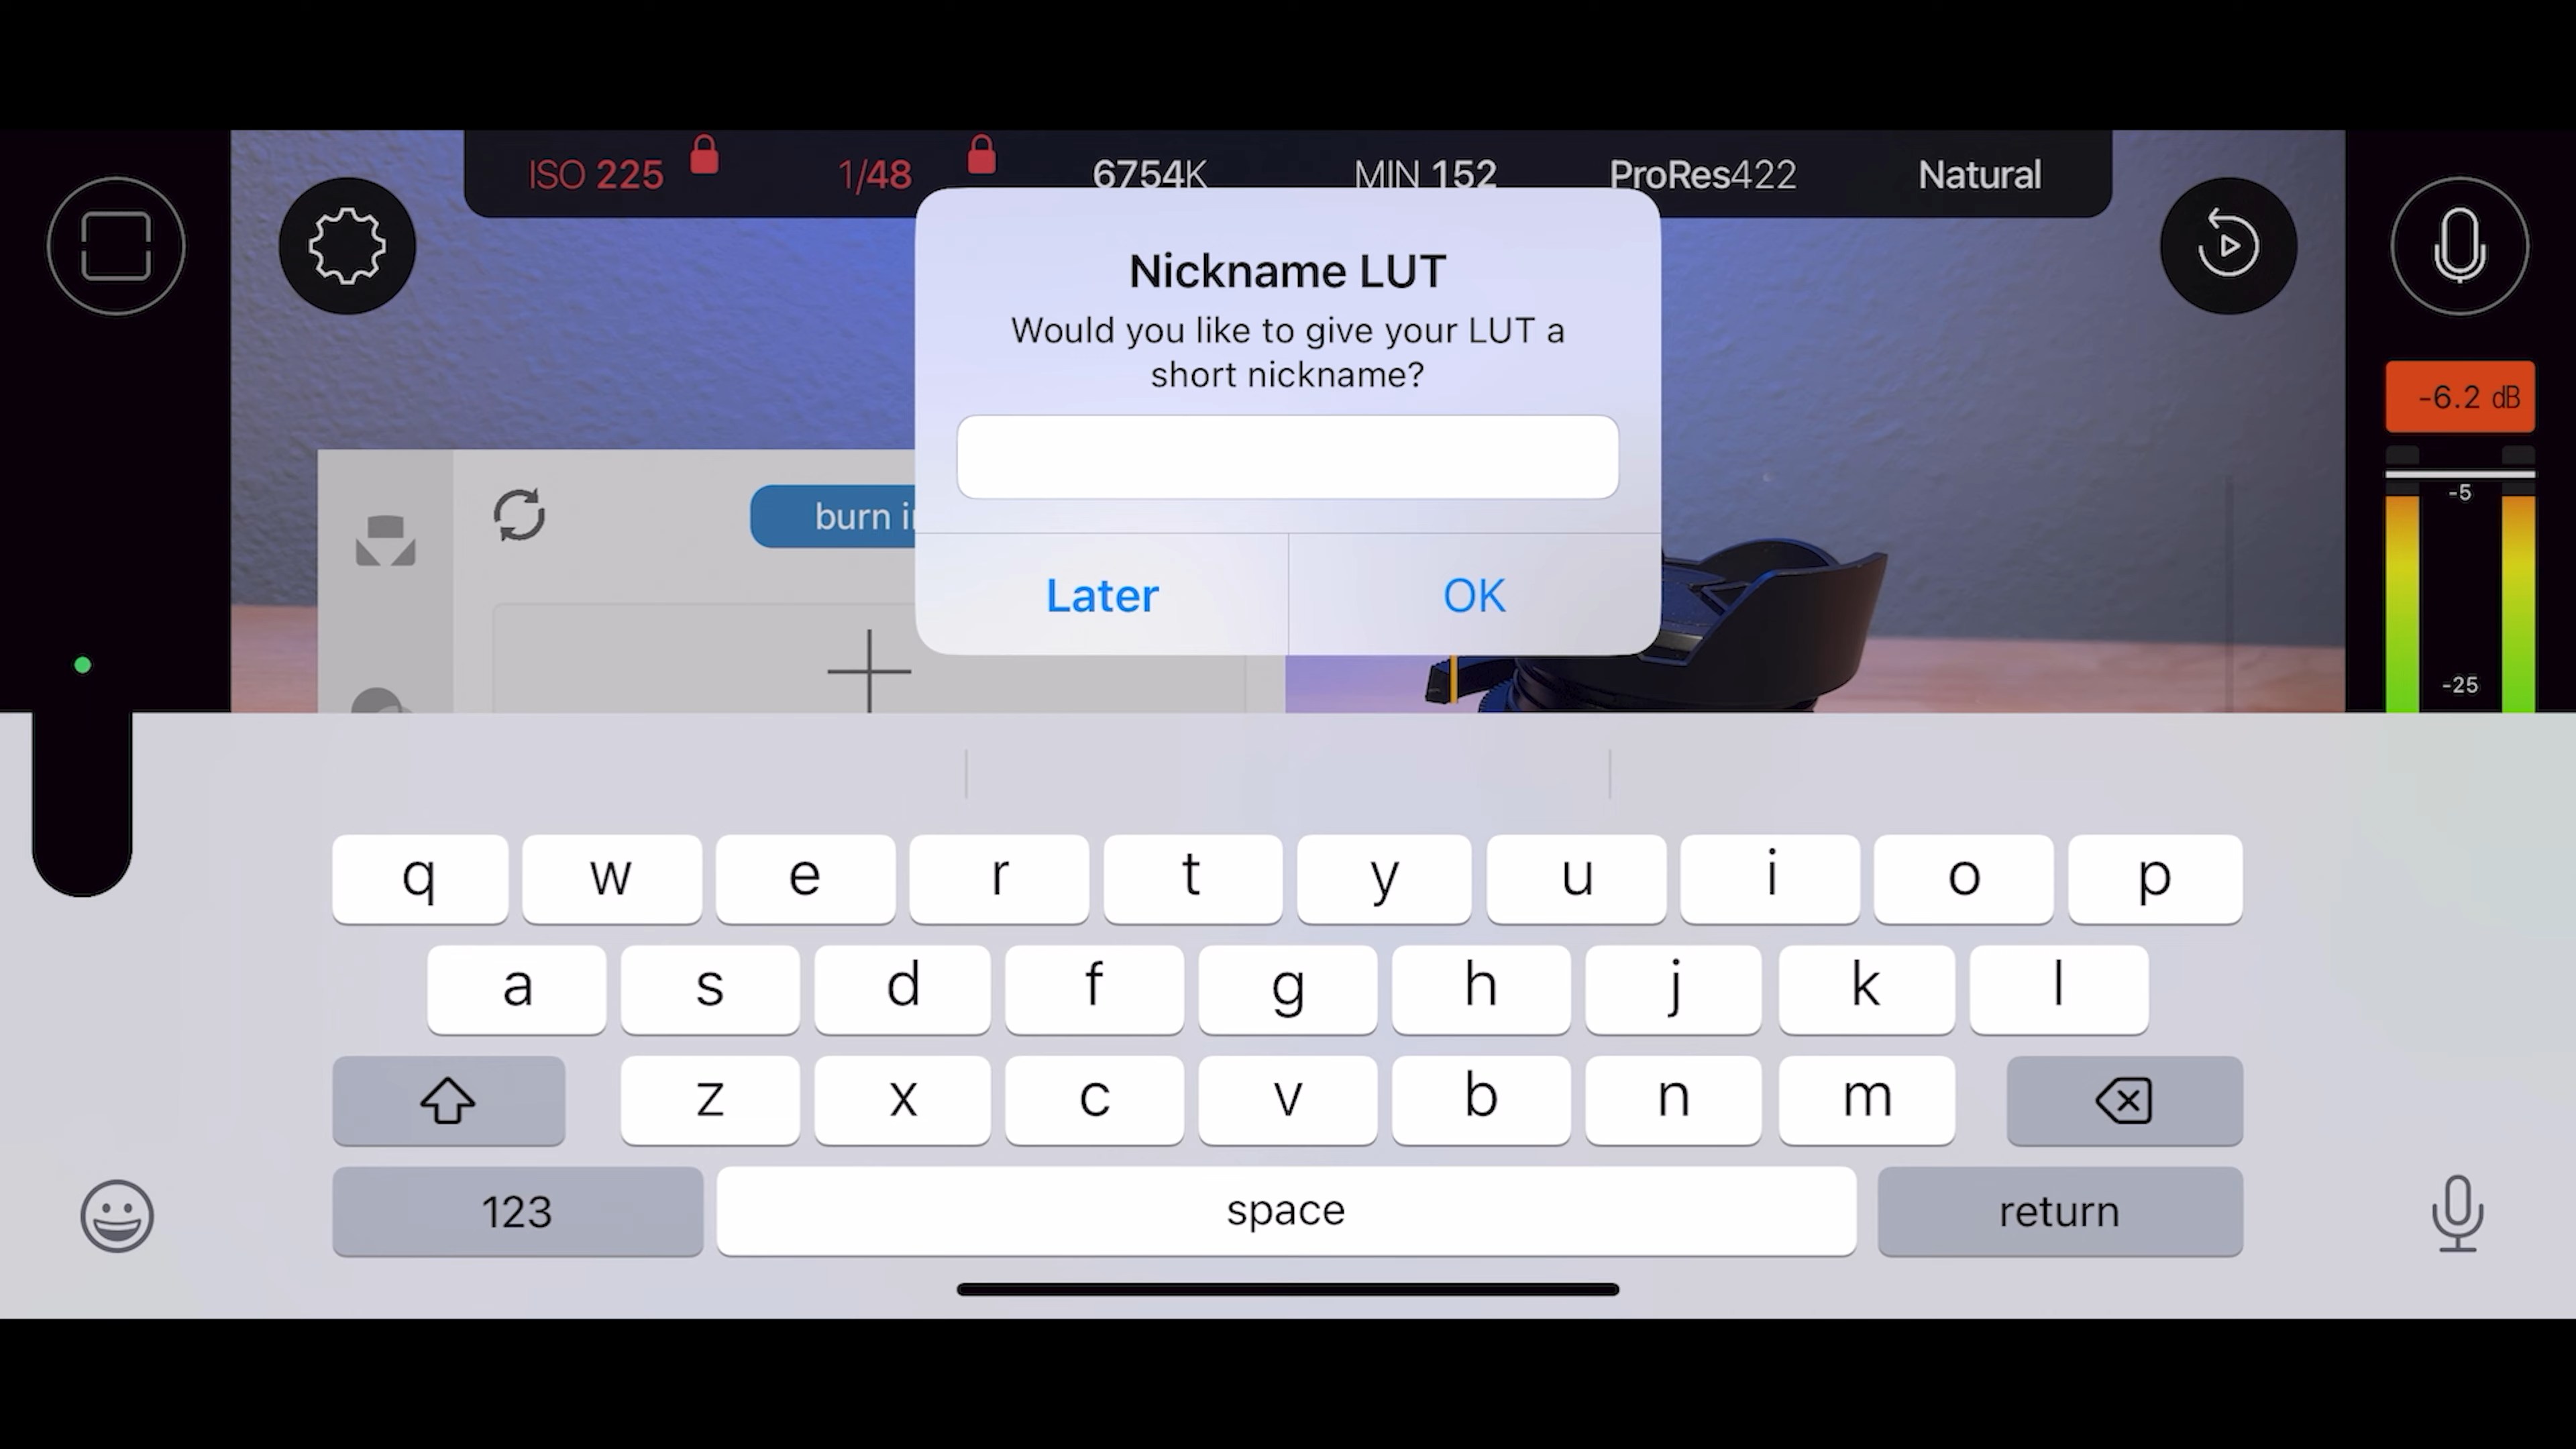 ISO 225 1/48 6754K MIN 152 ProRes422 Natural
Nickname LUT
Would you like to give your LUT a
short nickname?
-6.2 dB
-5
burn i
Later OK
-25
q w e r t y u i o p
a s d f g h j k l
z x c v b n m
123 space return